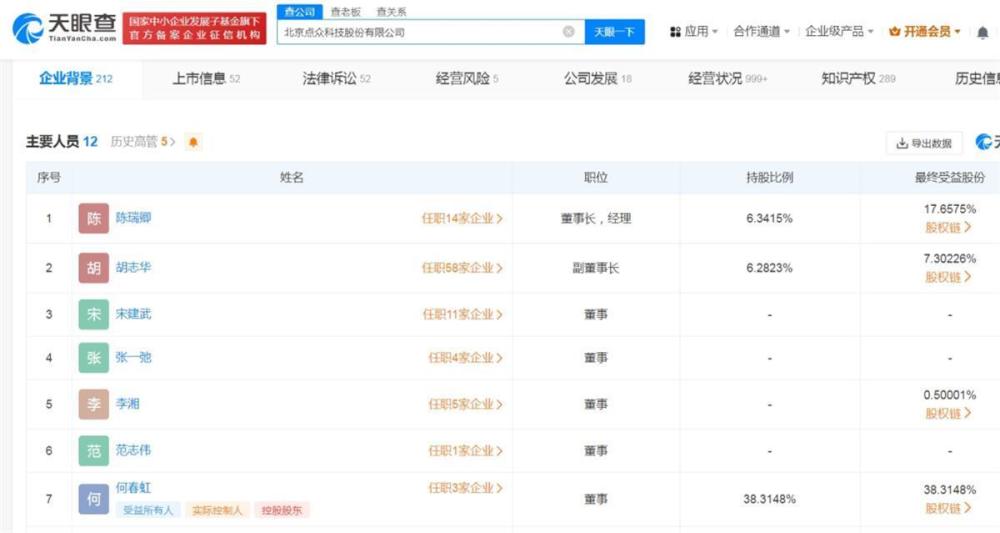 查公司 查老板 查关系
天眼查
TianYanCha.com
国家中小企业发展子基金旗下
官方备案企业征信机构
北京点众科技股份有限公司
天眼一下
应用
合作通道
企业级产品
开通会员
企业背景 212
上市信息 52
法律诉讼 52
经营风险 5
公司发展 18
经营状况 999+
知识产权 289
历史信息
主要人员 12 历史高管 5
导出数据
序号 姓名 职位 持股比例 最终受益股份
1 陈 陈瑞卿 任职14家企业 董事长，经理 6.3415% 17.6575%
股权链
2 胡 胡志华 任职58家企业 副董事长 6.2823% 7.30226%
股权链
3 宋 宋建武 任职11家企业 董事 - -
4 张 张一弛 任职4家企业 董事 - -
5 李 李湘 任职5家企业 董事 - 0.50001%
股权链
6 范 范志伟 任职1家企业 董事 - -
7 何 何春虹 任职3家企业 董事 38.3148% 38.3148%
受益所有人 实际控制人 控股股东
股权链